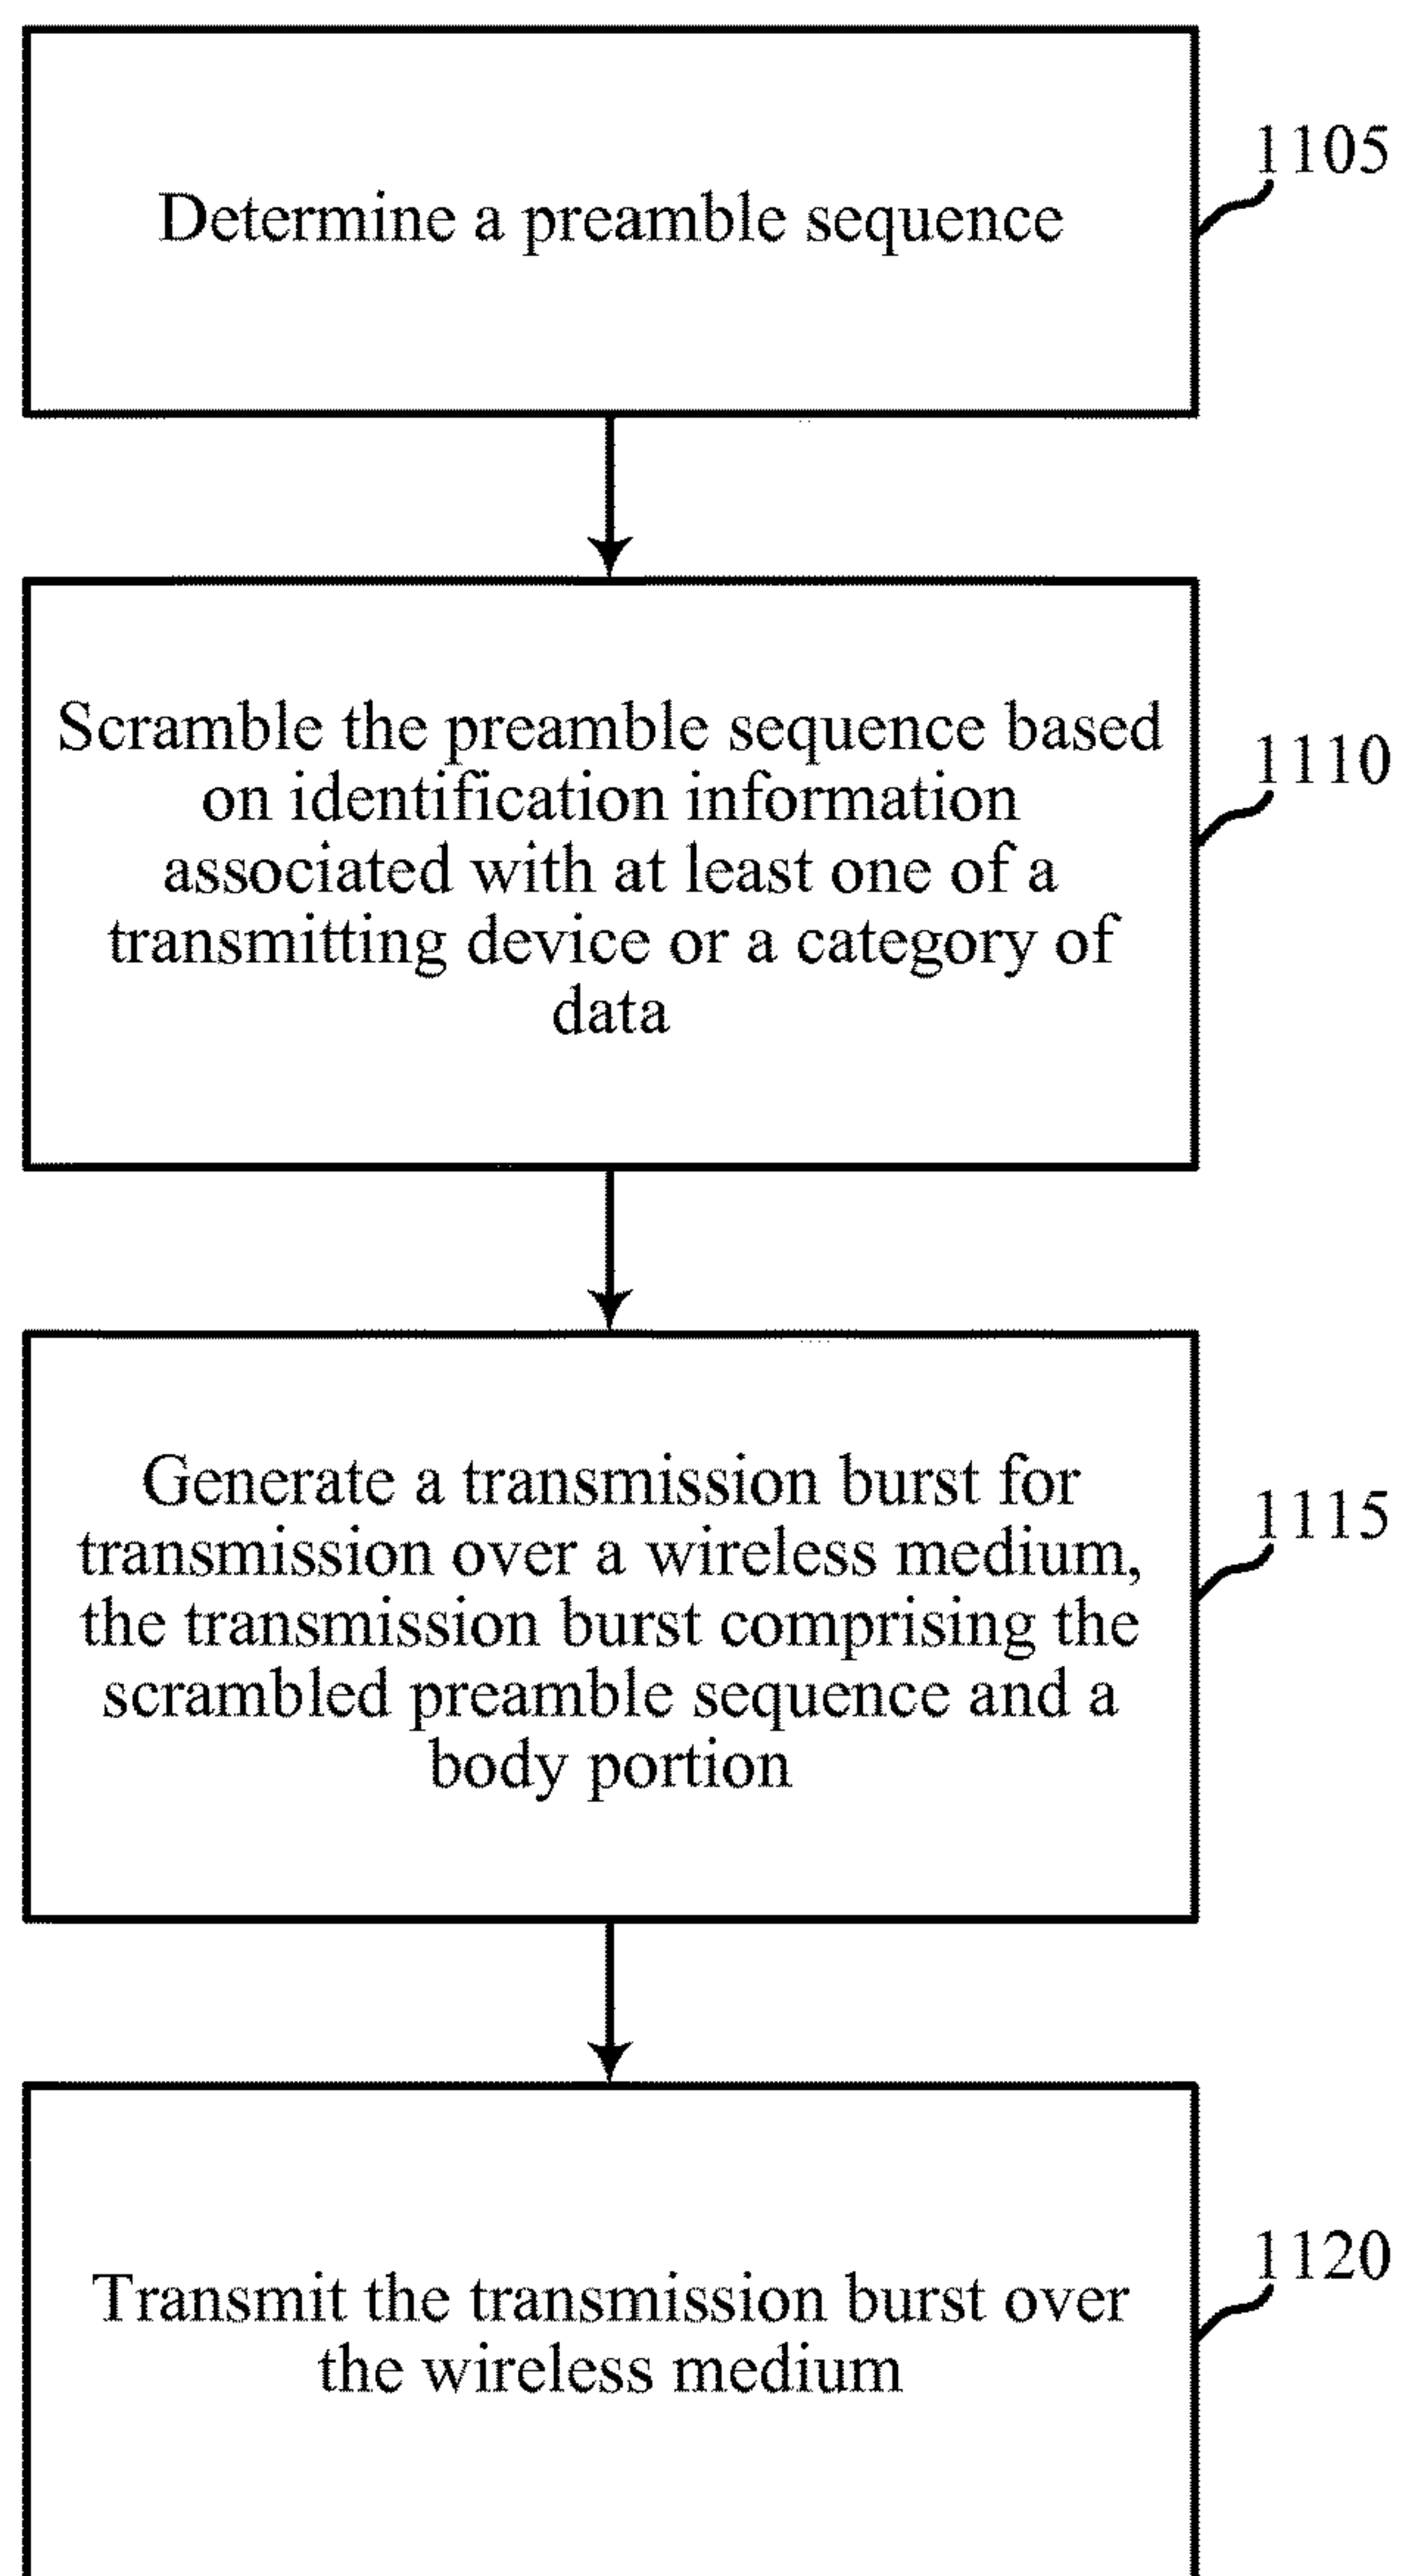 Determine a preamble sequence
1105
Scramble the preamble sequence based
on identification information
associated with at least one of a
transmitting device or a category of
data
1110
Generate a transmission burst for
transmission over a wireless medium,
the transmission burst comprising the
scrambled preamble sequence and a
body portion
1115
Transmit the transmission burst over
the wireless medium
1120